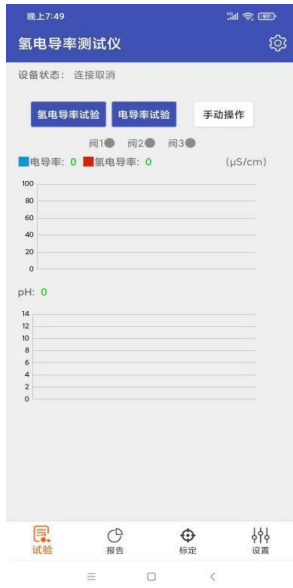 晚上7:49
5G 97
氢电导率测试仪
设备状态: 连接取消
氢电导率试验 电导率试验 手动操作
阀1 阀2 阀3
电导率: 0 氢电导率: 0 (μS/cm)
100
80
60
40
20
0
pH: 0
14
12
10
8
6
4
2
0
试验 报告 标定 设置